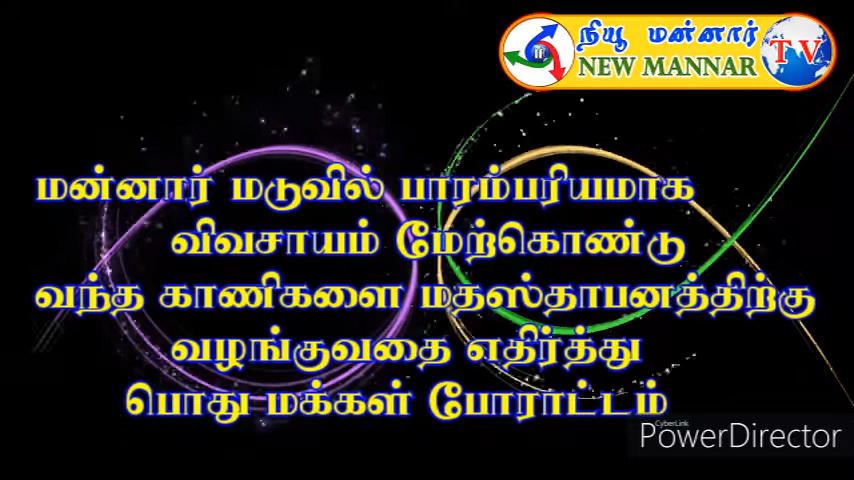 நியூ மன்னார்
NEW MANNAR
TV
மன்னார் மடுவில் பாரம்பரியமாக
விவசாயம் மேற்கொண்டு
வந்த காணிகளை மதஸ்தாபனத்திற்கு
வழங்குவதை எதிர்த்து
பொது மக்கள் போராட்டம்
CyberLink
PowerDirector